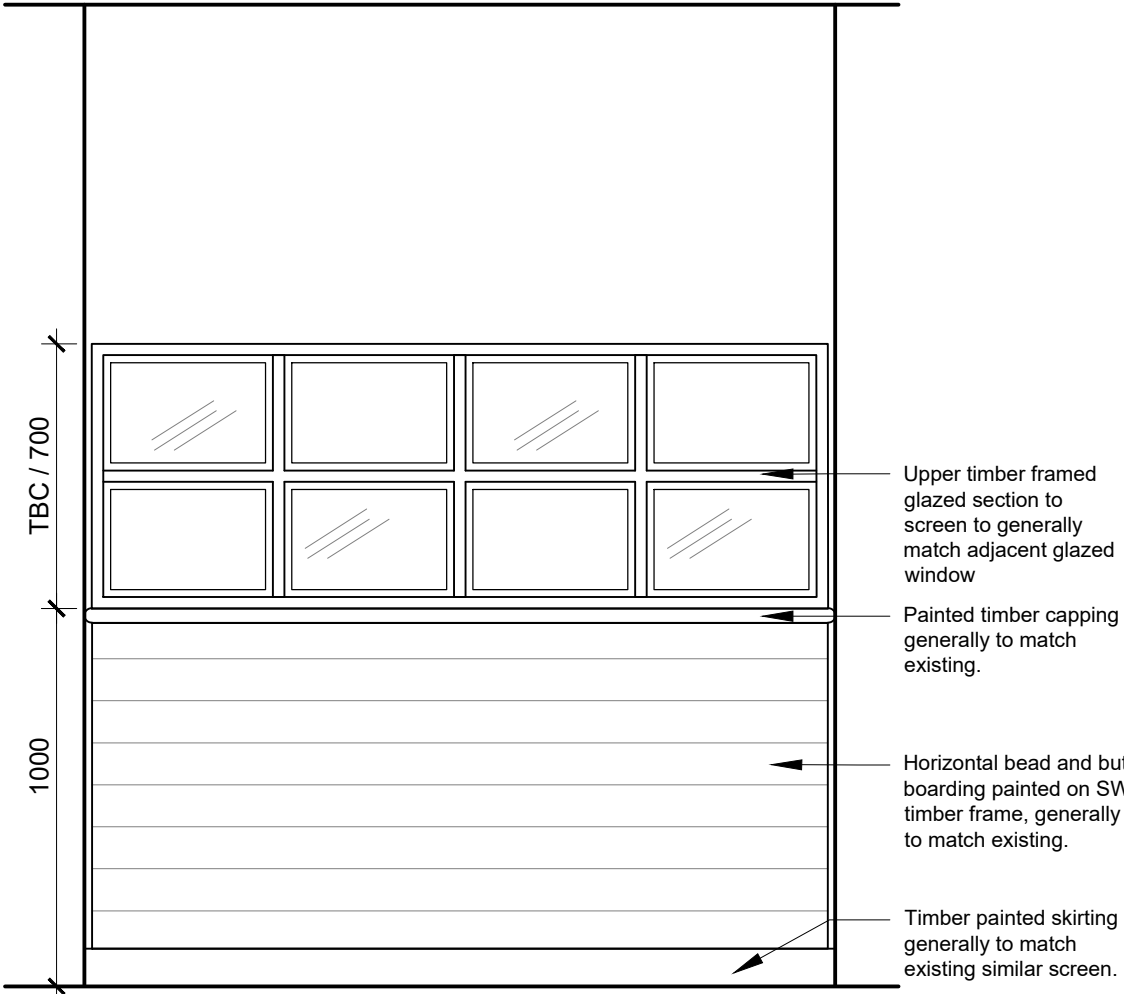 TBC / 700
1000
Upper timber framed
glazed section to
screen to generally
match adjacent glazed
window
Painted timber capping
generally to match
existing.
Horizontal bead and but
boarding painted on SW
timber frame, generally
to match existing.
Timber painted skirting
generally to match
existing similar screen.